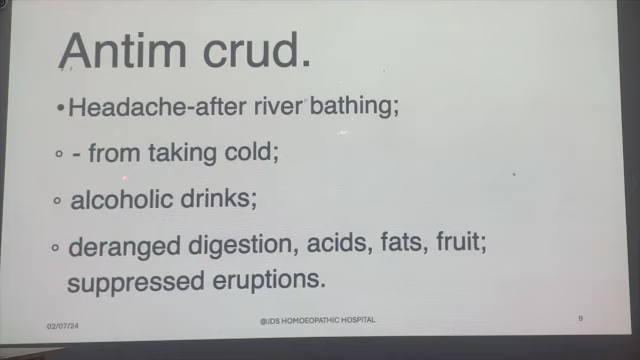 Antim crud.
•Headache-after river bathing;
◦ - from taking cold;
◦ alcoholic drinks;
◦ deranged digestion, acids, fats, fruit;
suppressed eruptions.
02/07/24 @JDS HOMOEOPATHIC HOSPITAL 9